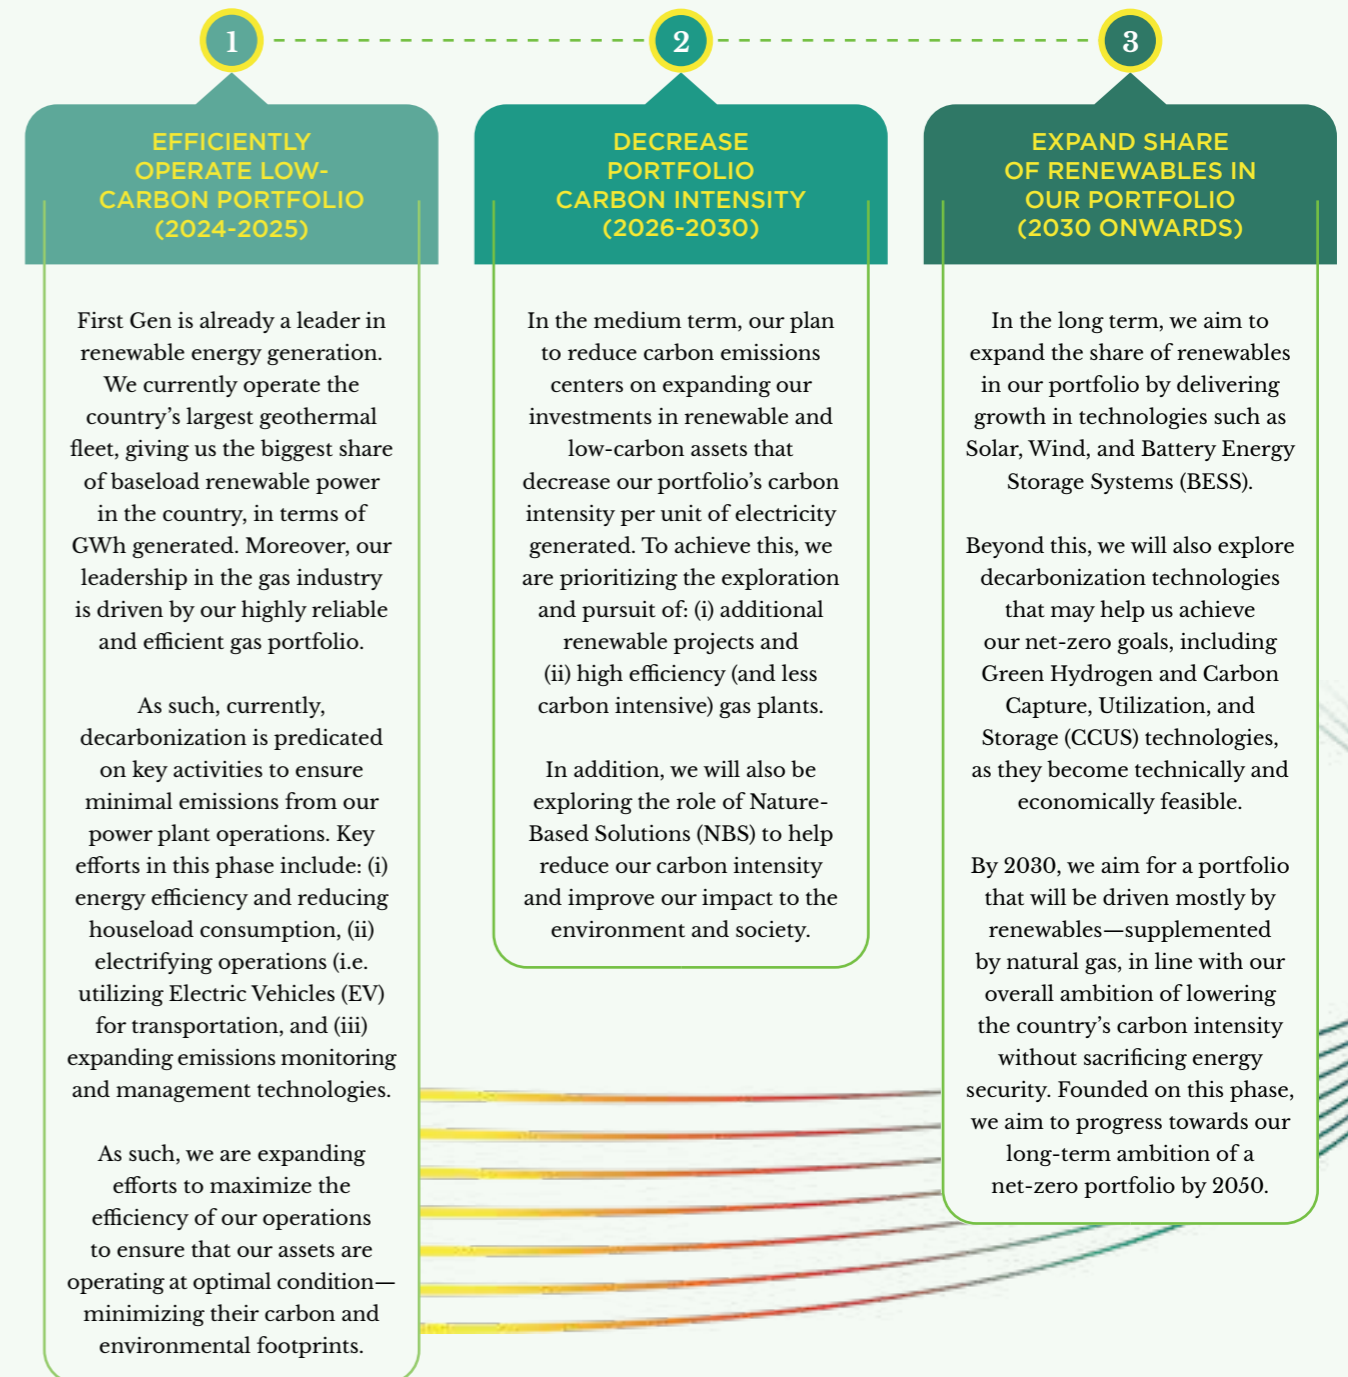 1
EFFICIENTLY
OPERATE LOW-
CARBON PORTFOLIO
(2024-2025)
First Gen is already a leader in
renewable energy generation.
We currently operate the
country’s largest geothermal
fleet, giving us the biggest share
of baseload renewable power
in the country, in terms of
GWh generated. Moreover, our
leadership in the gas industry
is driven by our highly reliable
and efficient gas portfolio.
As such, currently,
decarbonization is predicated
on key activities to ensure
minimal emissions from our
power plant operations. Key
efforts in this phase include: (i)
energy efficiency and reducing
houseload consumption, (ii)
electrifying operations (i.e.
utilizing Electric Vehicles (EV)
for transportation, and (iii)
expanding emissions monitoring
and management technologies.
As such, we are expanding
efforts to maximize the
efficiency of our operations
to ensure that our assets are
operating at optimal condition—
minimizing their carbon and
environmental footprints.
2
DECREASE
PORTFOLIO
CARBON INTENSITY
(2026-2030)
In the medium term, our plan
to reduce carbon emissions
centers on expanding our
investments in renewable and
low-carbon assets that
decrease our portfolio’s carbon
intensity per unit of electricity
generated. To achieve this, we
are prioritizing the exploration
and pursuit of: (i) additional
renewable projects and
(ii) high efficiency (and less
carbon intensive) gas plants.
In addition, we will also be
exploring the role of Nature-
Based Solutions (NBS) to help
reduce our carbon intensity
and improve our impact to the
environment and society.
3
EXPAND SHARE
OF RENEWABLES IN
OUR PORTFOLIO
(2030 ONWARDS)
In the long term, we aim to
expand the share of renewables
in our portfolio by delivering
growth in technologies such as
Solar, Wind, and Battery Energy
Storage Systems (BESS).
Beyond this, we will also explore
decarbonization technologies
that may help us achieve
our net-zero goals, including
Green Hydrogen and Carbon
Capture, Utilization, and
Storage (CCUS) technologies,
as they become technically and
economically feasible.
By 2030, we aim for a portfolio
that will be driven mostly by
renewables—supplemented
by natural gas, in line with our
overall ambition of lowering
the country’s carbon intensity
without sacrificing energy
security. Founded on this phase,
we aim to progress towards our
long-term ambition of a
net-zero portfolio by 2050.